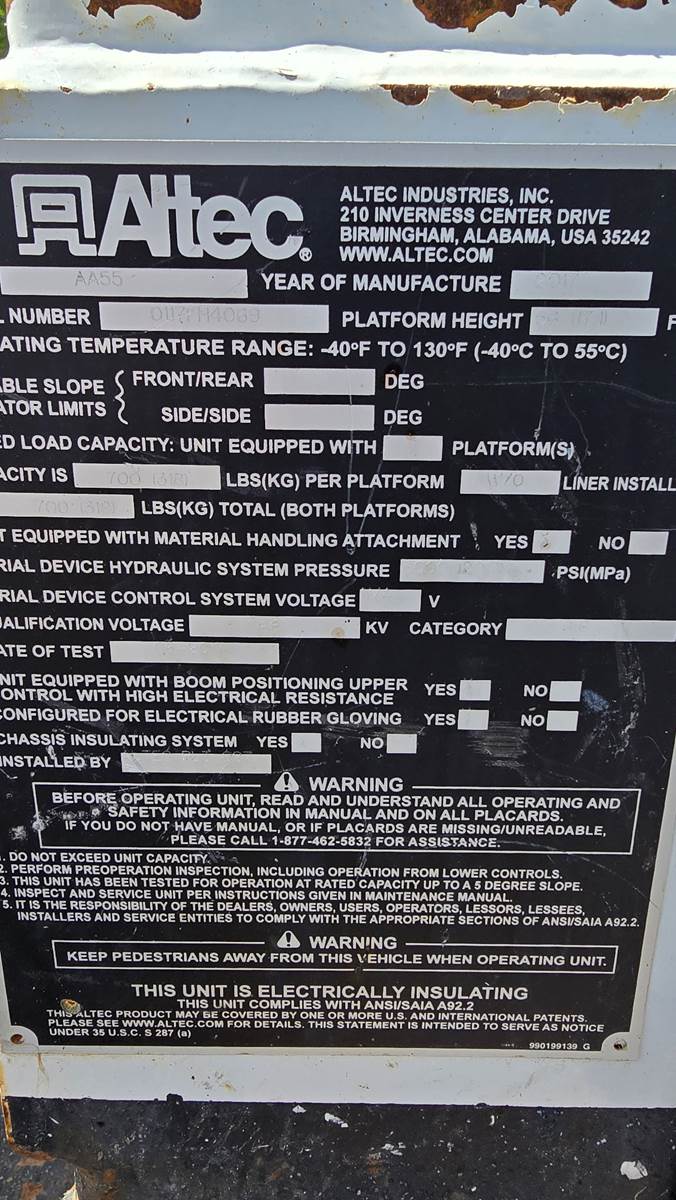 Altec®
ALTEC INDUSTRIES, INC.
210 INVERNESS CENTER DRIVE
BIRMINGHAM, ALABAMA, USA 35242
WWW.ALTEC.COM
AA55 YEAR OF MANUFACTURE
L NUMBER PLATFORM HEIGHT F
ATING TEMPERATURE RANGE: -40ºF TO 130ºF (-40ºC TO 55ºC)
ABLE SLOPE FRONT/REAR DEG
ATOR LIMITS SIDE/SIDE DEG
ED LOAD CAPACITY: UNIT EQUIPPED WITH PLATFORM(S)
ACITY IS 700 (318) LBS(KG) PER PLATFORM LINER INSTALL
700 (318) LBS(KG) TOTAL (BOTH PLATFORMS)
T EQUIPPED WITH MATERIAL HANDLING ATTACHMENT YES NO
RIAL DEVICE HYDRAULIC SYSTEM PRESSURE PSI(MPa)
RIAL DEVICE CONTROL SYSTEM VOLTAGE V
UALIFICATION VOLTAGE KV CATEGORY
ATE OF TEST
NIT EQUIPPED WITH BOOM POSITIONING UPPER
ONTROL WITH HIGH ELECTRICAL RESISTANCE YES NO
CONFIGURED FOR ELECTRICAL RUBBER GLOVING YES NO
CHASSIS INSULATING SYSTEM YES NO
INSTALLED BY
WARNING
BEFORE OPERATING UNIT, READ AND UNDERSTAND ALL OPERATING AND
SAFETY INFORMATION IN MANUAL AND ON ALL PLACARDS.
IF YOU DO NOT HAVE MANUAL, OR IF PLACARDS ARE MISSING/UNREADABLE,
PLEASE CALL 1-877-462-5832 FOR ASSISTANCE.
1. DO NOT EXCEED UNIT CAPACITY.
2. PERFORM PREOPERATION INSPECTION, INCLUDING OPERATION FROM LOWER CONTROLS.
3. THIS UNIT HAS BEEN TESTED FOR OPERATION AT RATED CAPACITY UP TO A 5 DEGREE SLOPE.
4. INSPECT AND SERVICE UNIT PER INSTRUCTIONS GIVEN IN MAINTENANCE MANUAL.
5. IT IS THE RESPONSIBILITY OF THE DEALERS, OWNERS, USERS, OPERATORS, LESSORS, LESSEES,
INSTALLERS AND SERVICE ENTITIES TO COMPLY WITH THE APPROPRIATE SECTIONS OF ANSI/SAIA A92.2.
WARNING
KEEP PEDESTRIANS AWAY FROM THIS VEHICLE WHEN OPERATING UNIT.
THIS UNIT IS ELECTRICALLY INSULATING
THIS UNIT COMPLIES WITH ANSI/SAIA A92.2
THIS ALTEC PRODUCT MAY BE COVERED BY ONE OR MORE U.S. AND INTERNATIONAL PATENTS.
PLEASE SEE WWW.ALTEC.COM FOR DETAILS. THIS STATEMENT IS INTENDED TO SERVE AS NOTICE
UNDER 35 U.S.C. S 287 (a)
990199139 G